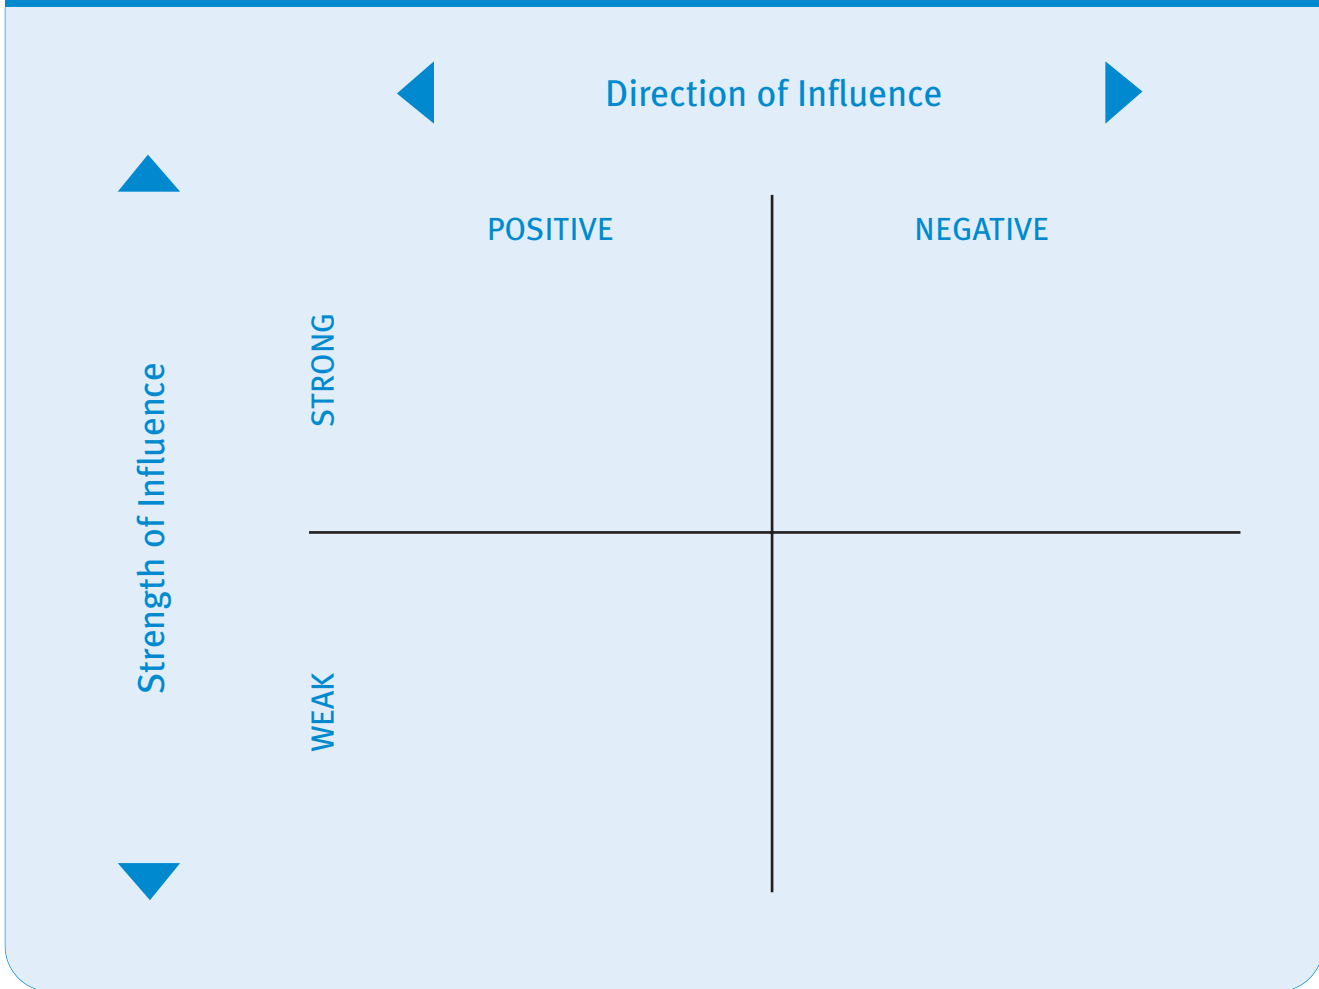 Direction of Influence
POSITIVE
NEGATIVE
Strength of Influence
STRONG
WEAK